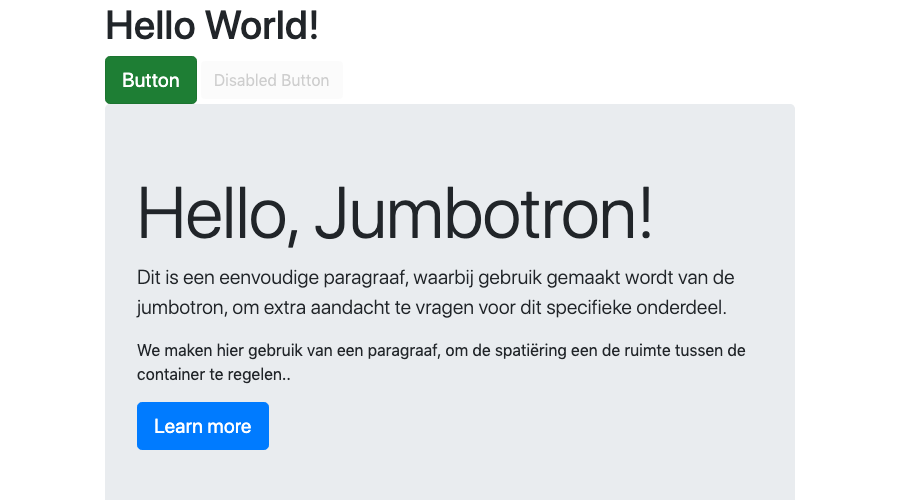 Hello World!
Button Disabled Button
Hello, Jumbotron!
Dit is een eenvoudige paragraaf, waarbij gebruik gemaakt wordt van de
jumbotron, om extra aandacht te vragen voor dit specifieke onderdeel.
We maken hier gebruik van een paragraaf, om de spatiëring een de ruimte tussen de
container te regelen..
Learn more